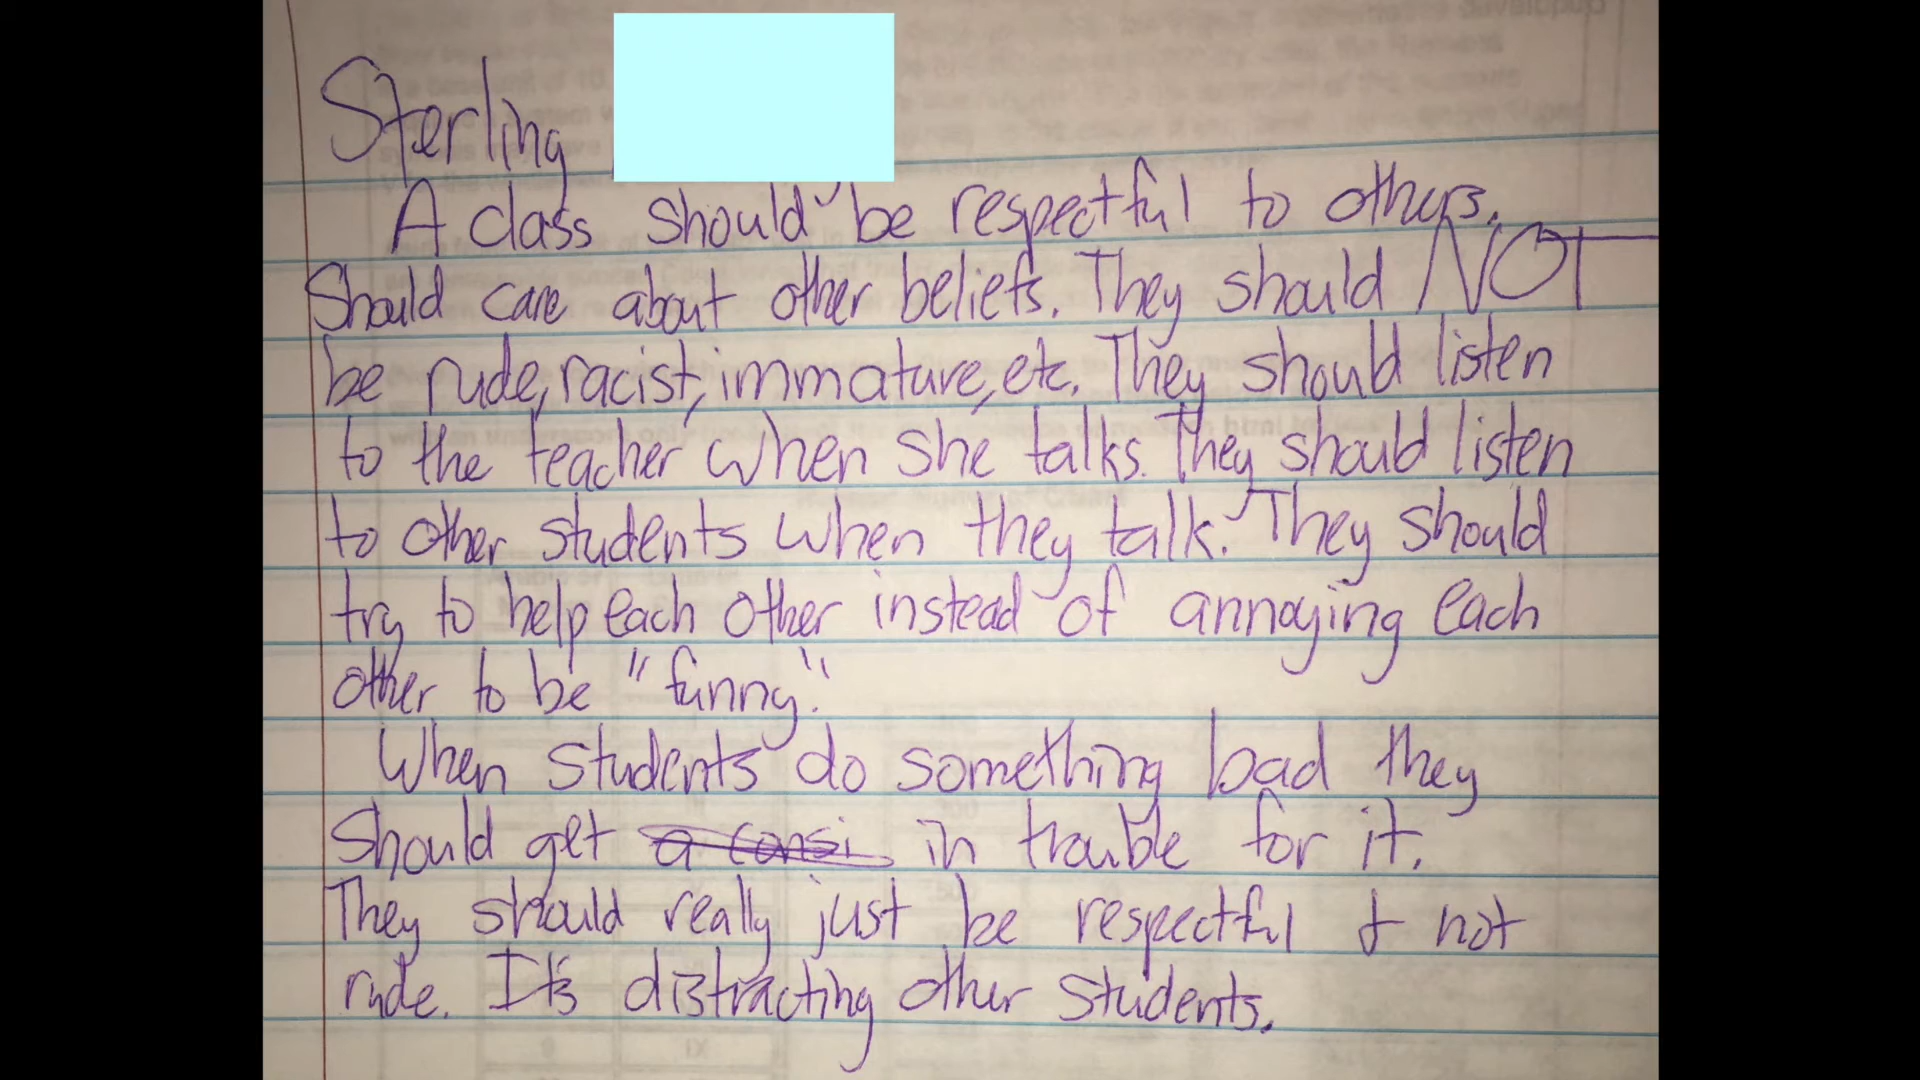 Sterling
A class should be respectful to others.
Should care about other beliefs. They should NOT
be rude, racist, immature, etc. They should listen
to the teacher when she talks. They should listen
to other students when they talk. They should
try to help each other instead of annoying each
other to be "funny."
When students do something bad they
should get a consi in trouble for it.
They should really just be respectful & not
rude. It's distracting other students.